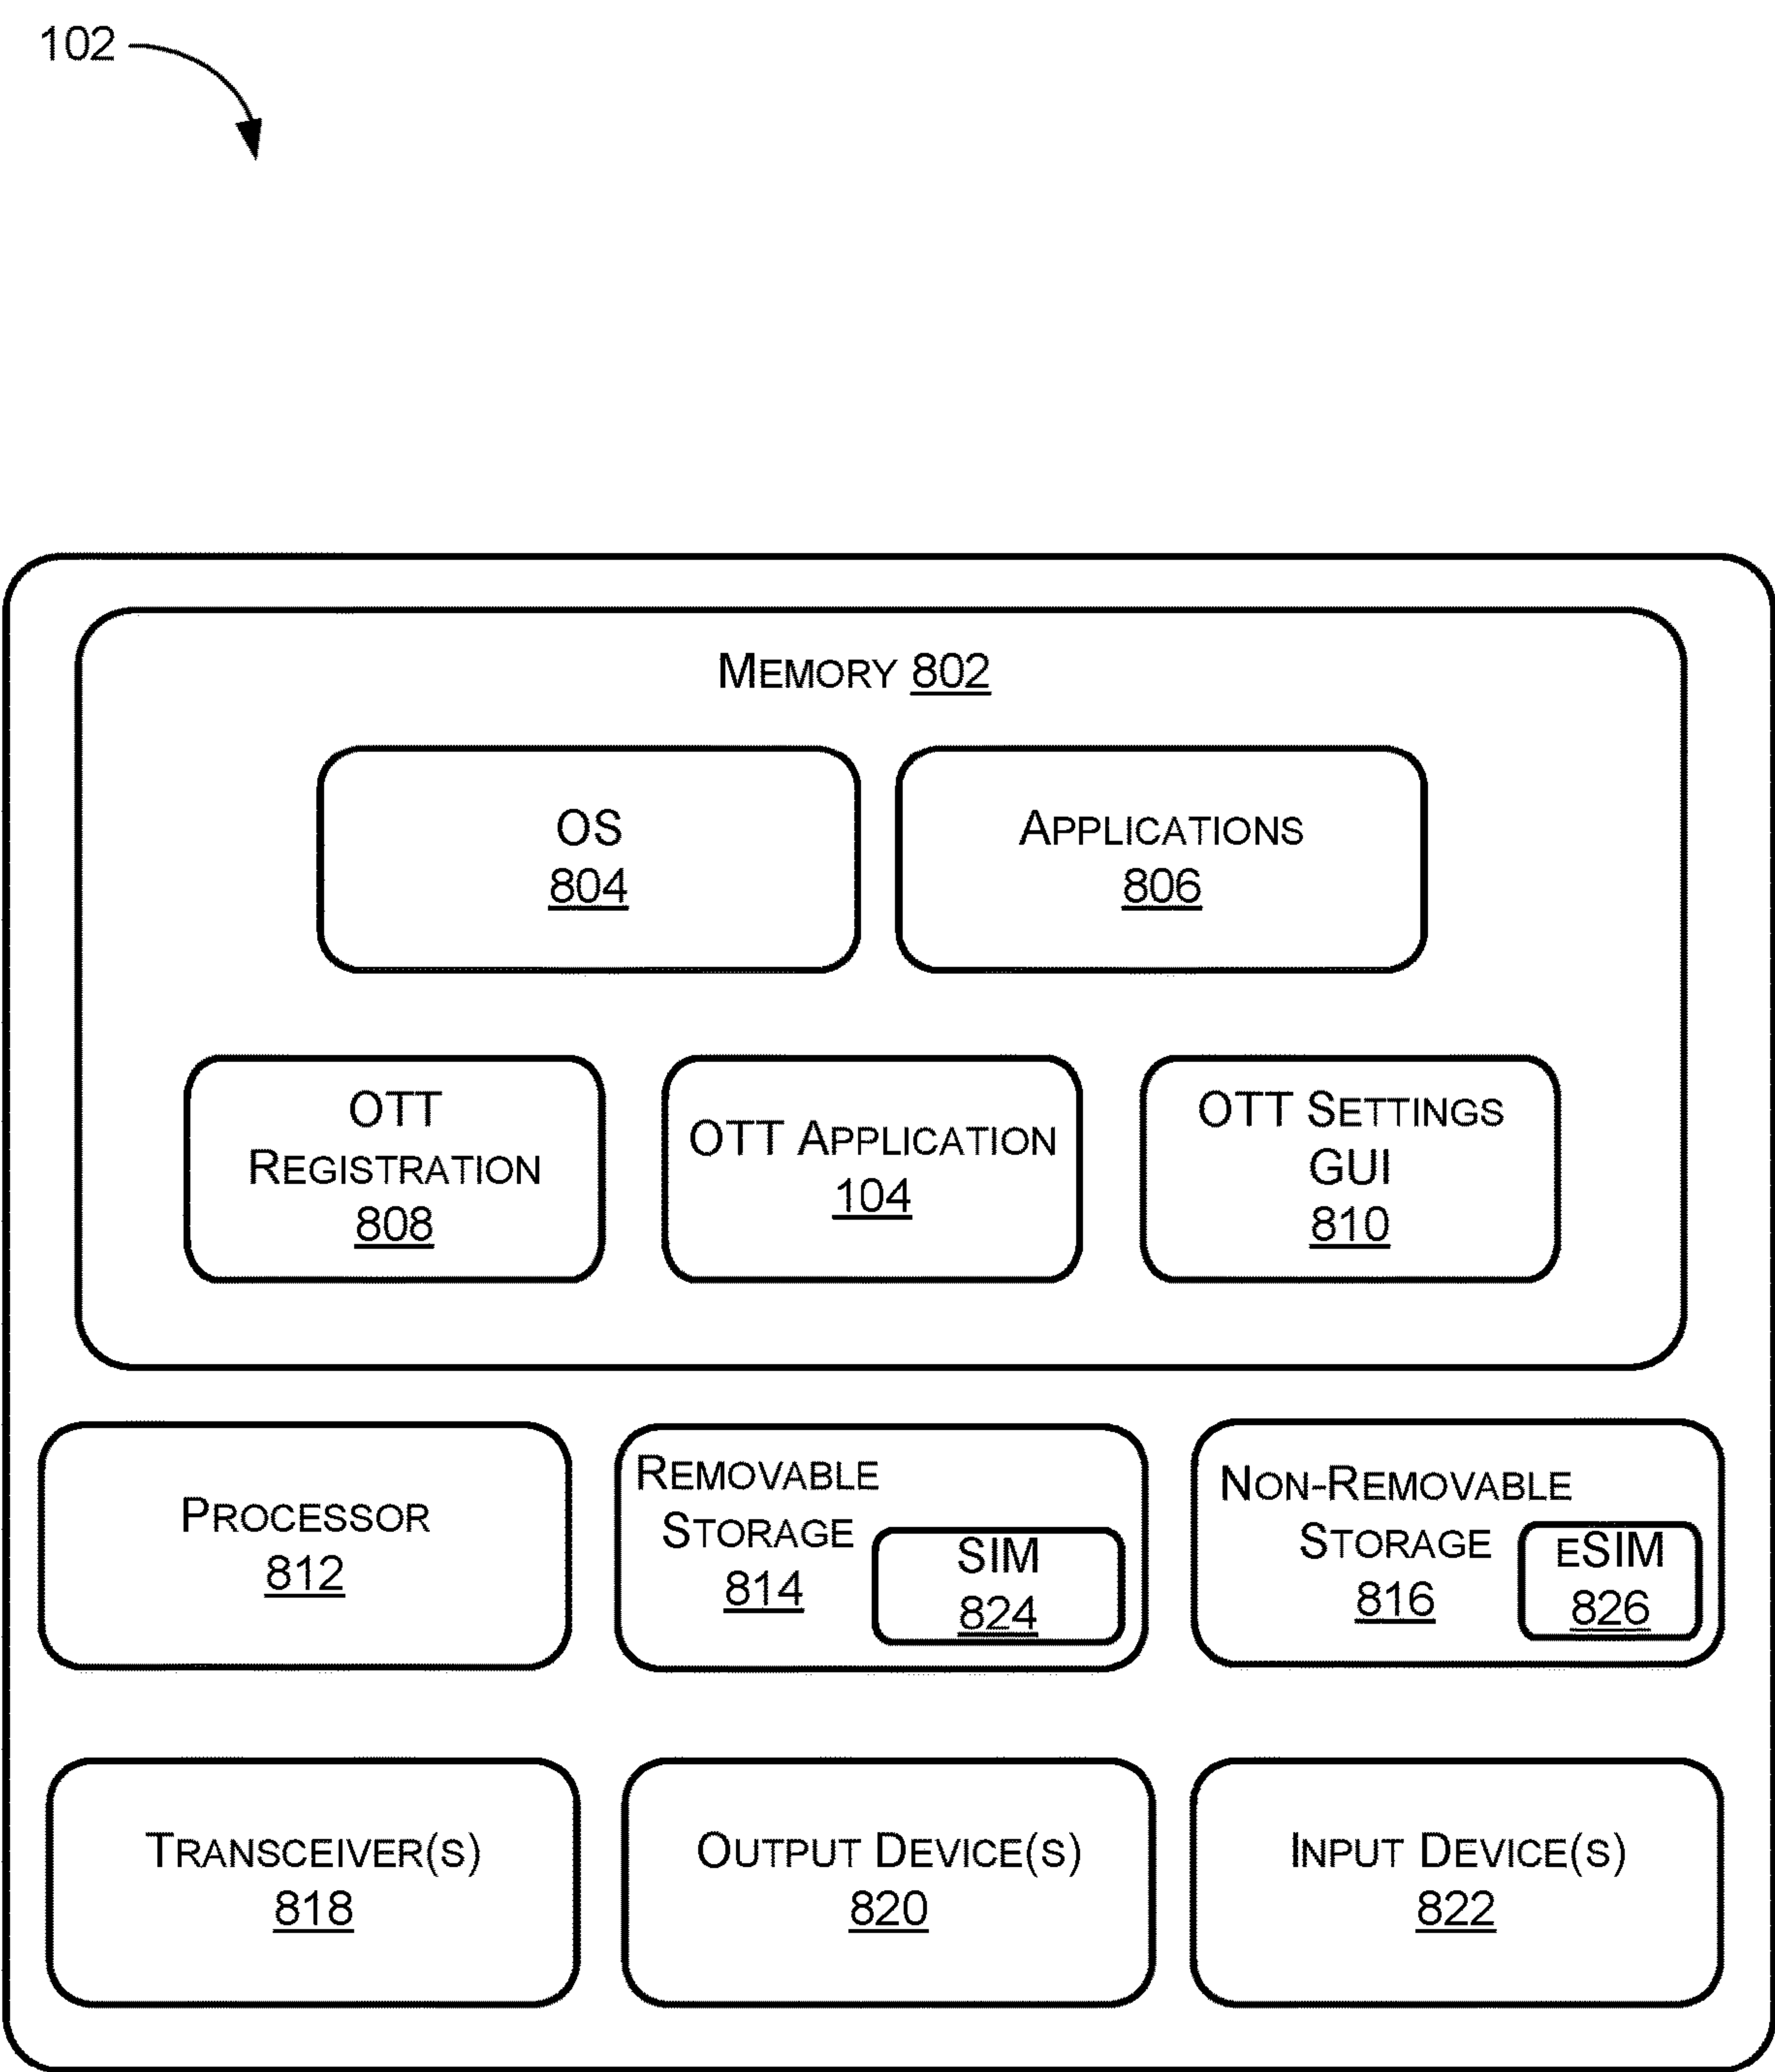 102
MEMORY 802
OS
804
APPLICATIONS
806
OTT
REGISTRATION
808
OTT APPLICATION
104
OTT SETTINGS
GUI
810
PROCESSOR
812
REMOVABLE
STORAGE
814
SIM
824
NON-REMOVABLE
STORAGE
816
ESIM
826
TRANSCEIVER(S)
818
OUTPUT DEVICE(S)
820
INPUT DEVICE(S)
822